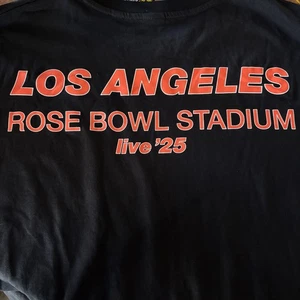 LOS ANGELES
ROSE BOWL STADIUM
live '25